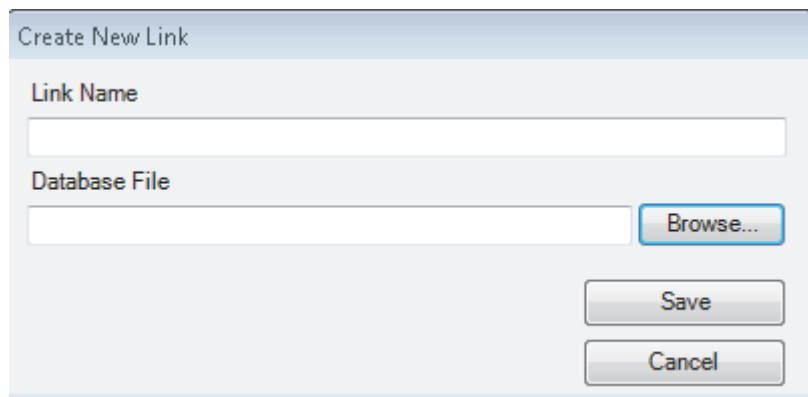 Create New Link
Link Name
Database File
Browse...
Save
Cancel